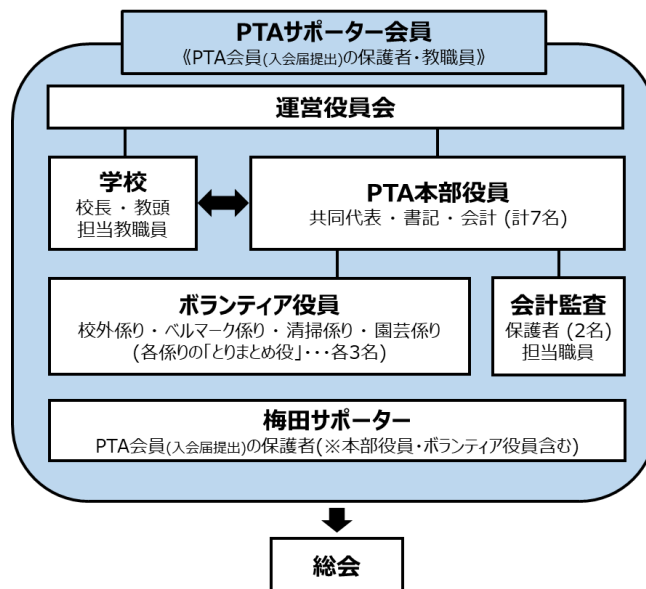 PTAサポーター会員
《PTA会員(入会届提出)の保護者・教職員》
運営役員会
学校
校長・教頭
担当教職員
PTA本部役員
共同代表・書記・会計 (計7名)
ボランティア役員
校外係り・ベルマーク係り・清掃係り・園芸係り
(各係りの「とりまとめ役」・・・各3名)
会計監査
保護者 (2名)
担当職員
梅田サポーター
PTA会員(入会届提出)の保護者(※本部役員・ボランティア役員含む)
総会